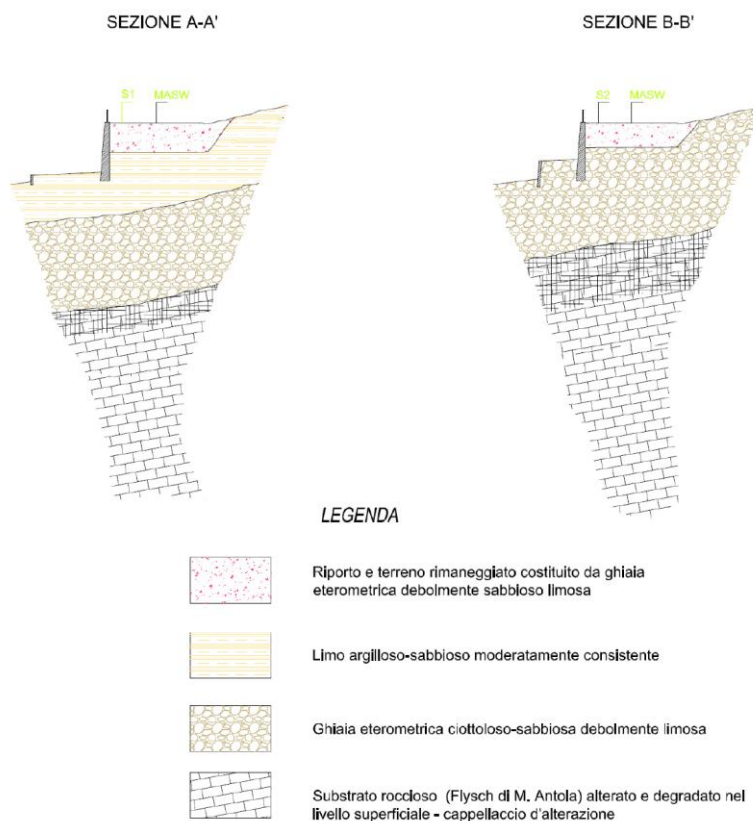 SEZIONE A-A'
SEZIONE B-B'
S1
MASW
S2
MASW
LEGENDA
Riporto e terreno rimaneggiato costituito da ghiaia
eterometrica debolmente sabbioso limosa
Limo argilloso-sabbioso moderatamente consistente
Ghiaia eterometrica ciottoloso-sabbiosa debolmente limosa
Substrato roccioso (Flysch di M. Antola) alterato e degradato nel
livello superficiale - cappellaccio d'alterazione